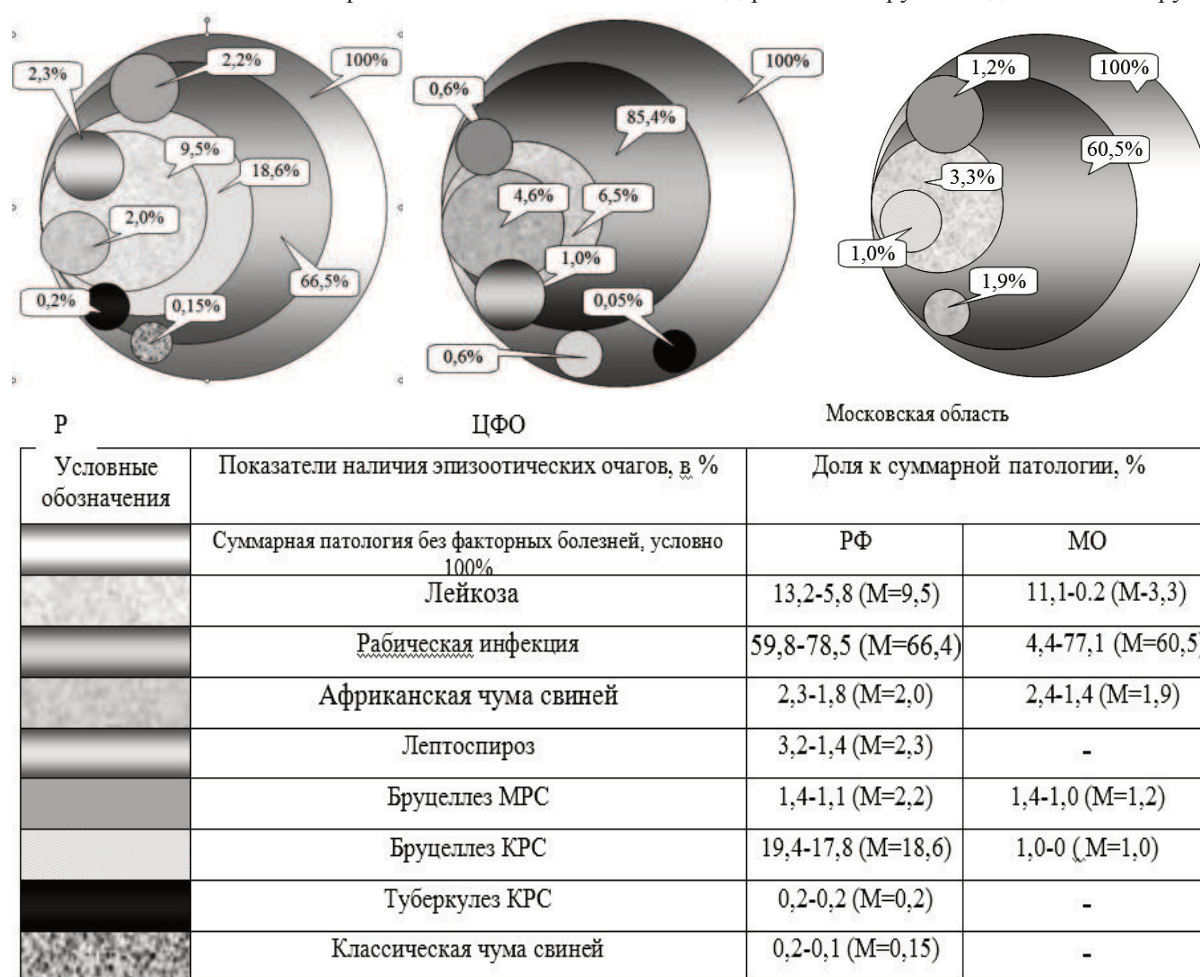 2,3%
2,2%
100%
9,5%
18,6%
2,0%
66,5%
0,2%
0,15%
0,6%
100%
85,4%
4,6%
6,5%
1,0%
0,05%
0,6%
1,2%
100%
60,5%
3,3%
1,0%
1,9%
Р
ЦФО
Московская область
Условные обозначения
Показатели наличия эпизоотических очагов, в %
Доля к суммарной патологии, %
Суммарная патология без факторных болезней, условно 100%
РФ
МО
Лейкоза
13,2-5,8 (М=9,5)
11,1-0.2 (М-3,3)
Рабическая инфекция
59,8-78,5 (М=66,4)
4,4-77,1 (М=60,5)
Африканская чума свиней
2,3-1,8 (М=2,0)
2,4-1,4 (М=1,9)
Лептоспироз
3,2-1,4 (М=2,3)
-
Бруцеллез МРС
1,4-1,1 (М=2,2)
1,4-1,0 (М=1,2)
Бруцеллез КРС
19,4-17,8 (М=18,6)
1,0-0 ( М=1,0)
Туберкулез КРС
0,2-0,2 (М=0,2)
-
Классическая чума свиней
0,2-0,1 (М=0,15)
-